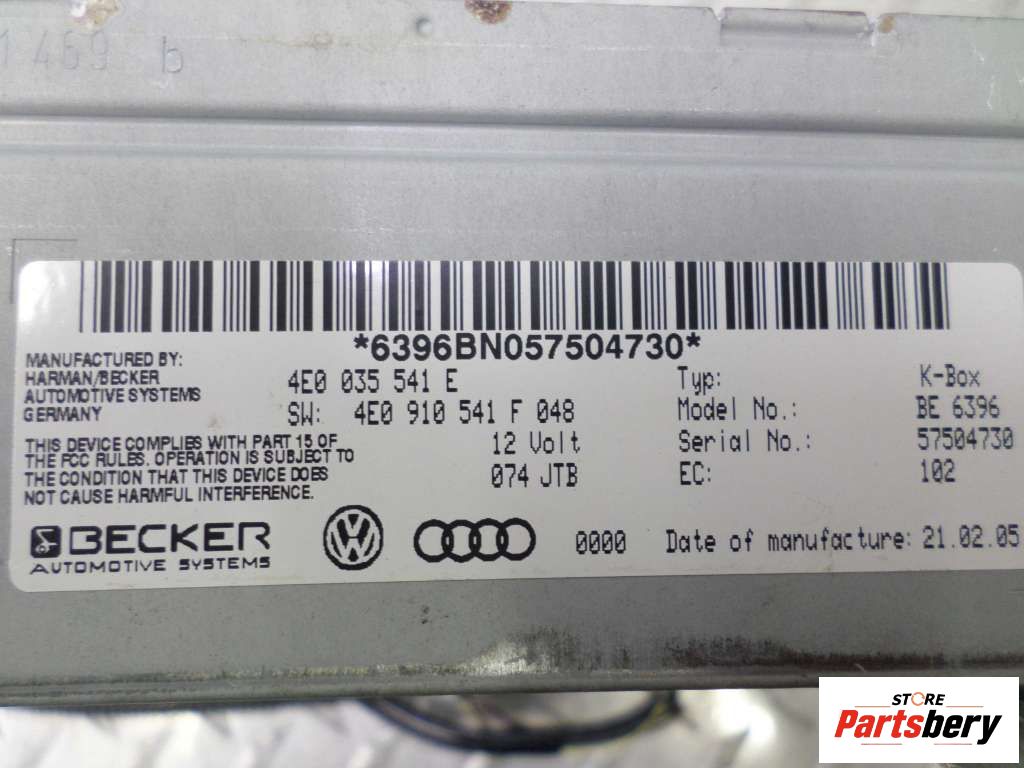 1469 b
*6396BN057504730*
MANUFACTURED BY:
HARMAN/BECKER
AUTOMOTIVE SYSTEMS
GERMANY
4E0 035 541 E
SW: 4E0 910 541 F 048
12 Volt
074 JTB
Typ: K-Box
Model No.: BE 6396
Serial No.: 57504730
EC: 102
THIS DEVICE COMPLIES WITH PART 15 OF
THE FCC RULES. OPERATION IS SUBJECT TO
THE CONDITION THAT THIS DEVICE DOES
NOT CAUSE HARMFUL INTERFERENCE.
BECKER
AUTOMOTIVE SYSTEMS
VW
0000 Date of manufacture: 21.02.05
STORE
Partsbery